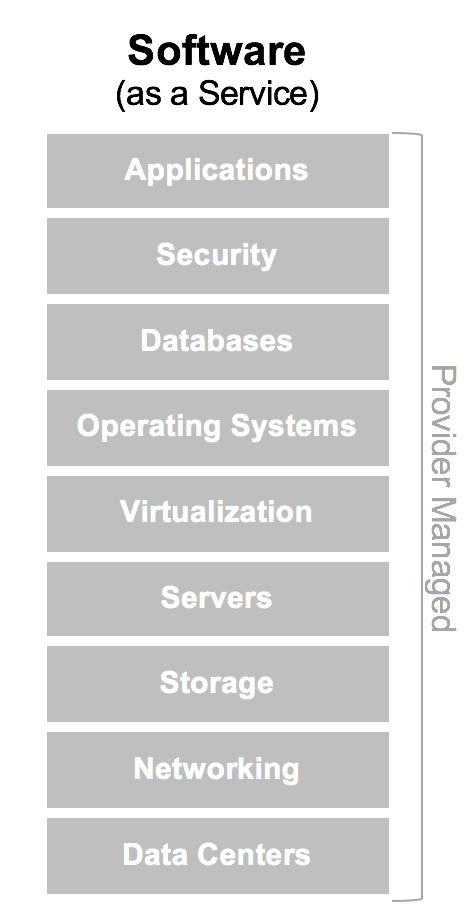 Software
(as a Service)
Applications
Security
Databases
Operating Systems
Virtualization
Servers
Storage
Networking
Data Centers
Provider Managed